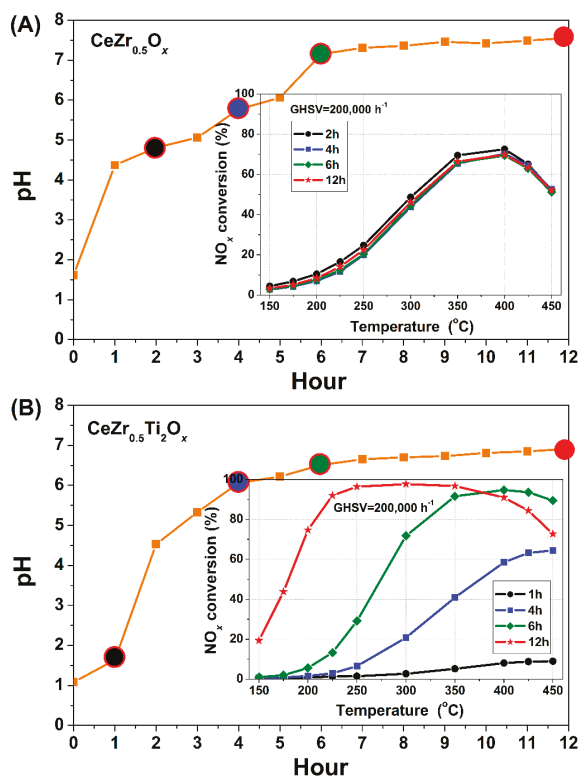 (A)
CeZr0.5Ox
pH
8
7
6
5
4
3
2
1
0 1 2 3 4 5 6 7 8 9 10 11 12
Hour
GHSV=200,000 h-1
2h
4h
6h
12h
NOx conversion (%)
100
80
60
40
20
0
150 200 250 300 350 400 450
Temperature (oC)
(B)
CeZr0.5Ti2Ox
pH
8
7
6
5
4
3
2
1
0
0 1 2 3 4 5 6 7 8 9 10 11 12
Hour
GHSV=200,000 h-1
1h
4h
6h
12h
NOx conversion (%)
100
80
60
40
20
0
150 200 250 300 350 400 450
Temperature (oC)